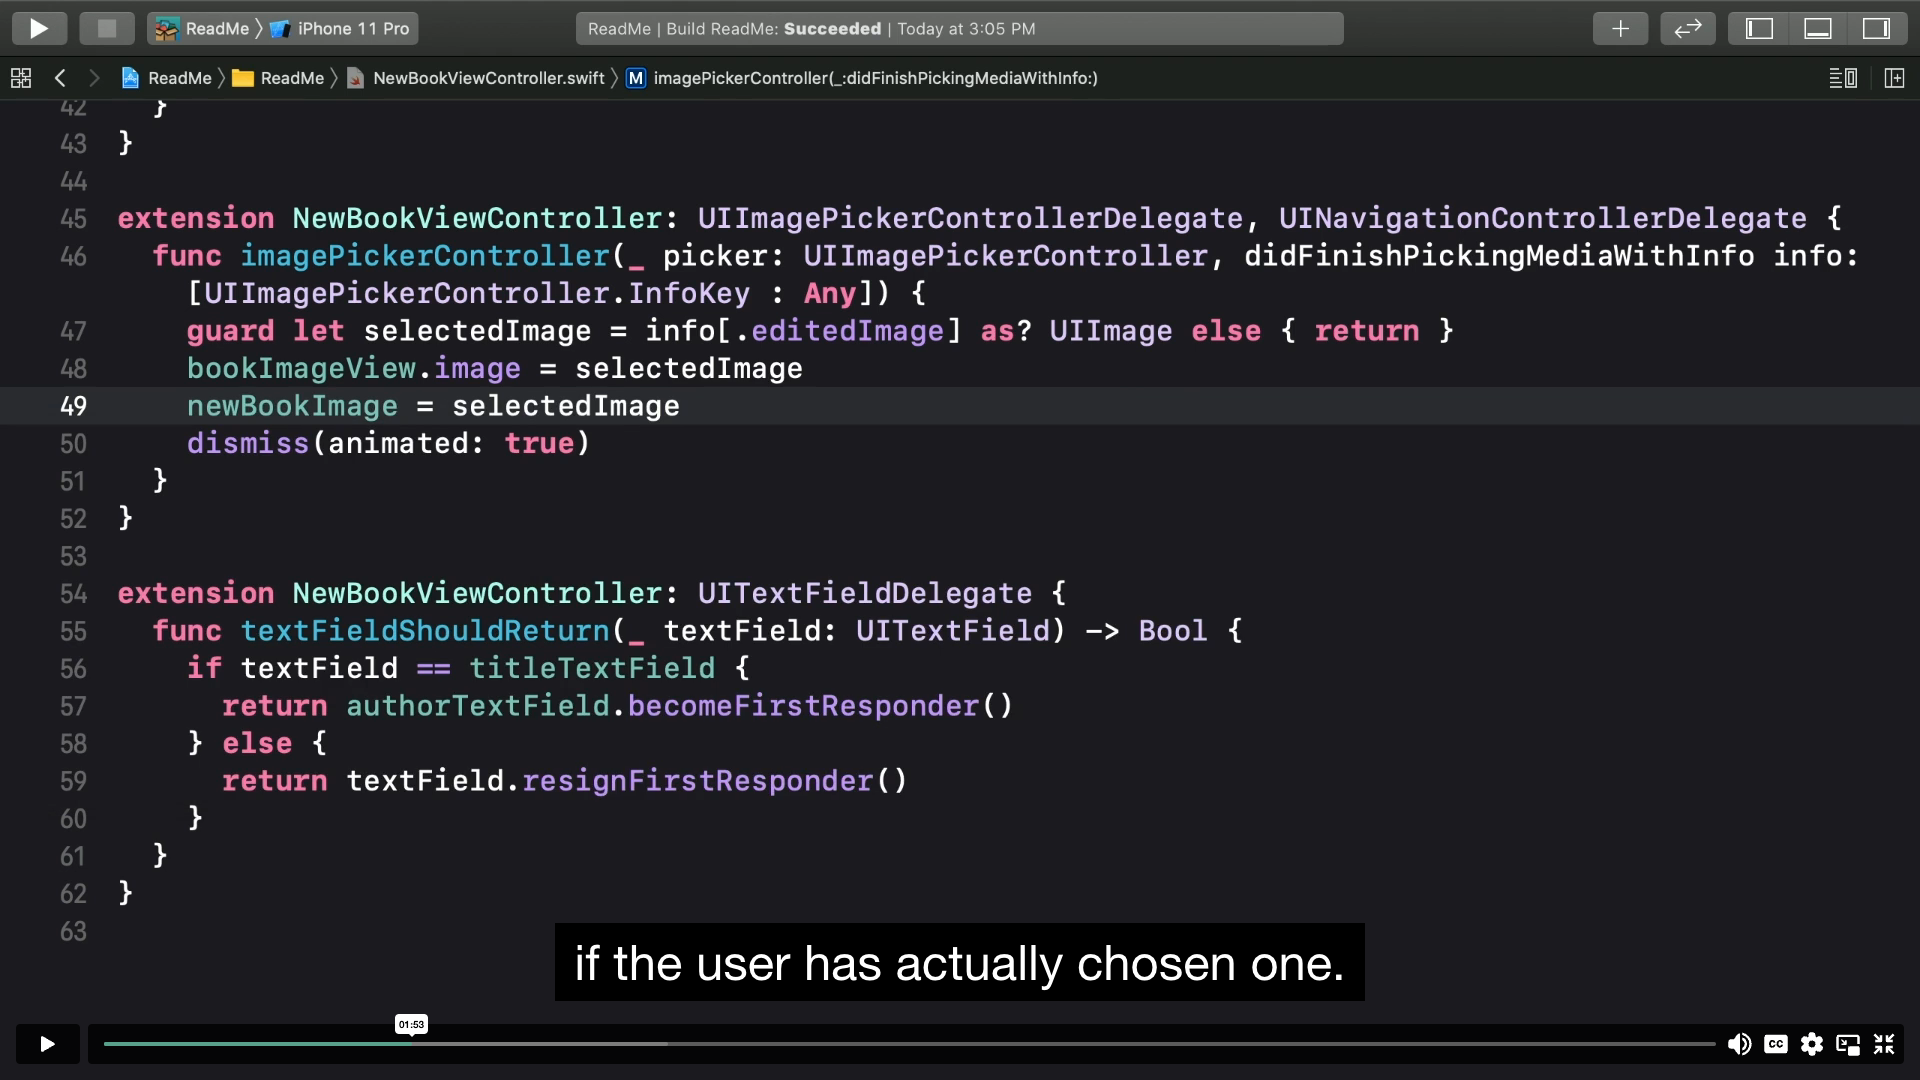 ReadMe 〉 iPhone 11 Pro
ReadMe | Build ReadMe: Succeeded | Today at 3:05 PM
ReadMe 〉 ReadMe 〉 NewBookViewController.swift 〉 M imagePickerController(_:didFinishPickingMediaWithInfo:)
42   }
43 }
44
45 extension NewBookViewController: UIImagePickerControllerDelegate, UINavigationControllerDelegate {
46   func imagePickerController(_ picker: UIImagePickerController, didFinishPickingMediaWithInfo info:
[UIImagePickerController.InfoKey : Any]) {
47     guard let selectedImage = info[.editedImage] as? UIImage else { return }
48     bookImageView.image = selectedImage
49     newBookImage = selectedImage
50     dismiss(animated: true)
51   }
52 }
53
54 extension NewBookViewController: UITextFieldDelegate {
55   func textFieldShouldReturn(_ textField: UITextField) -> Bool {
56     if textField == titleTextField {
57       return authorTextField.becomeFirstResponder()
58     } else {
59       return textField.resignFirstResponder()
60     }
61   }
62 }
63
if the user has actually chosen one.
01:53
CC